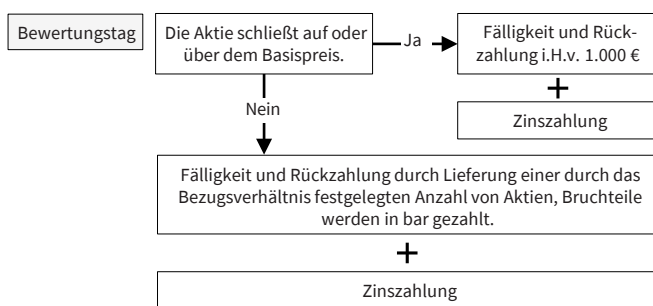 Bewertungstag
Die Aktie schließt auf oder
über dem Basispreis.
Ja
Fälligkeit und Rück-
zahlung i.H.v. 1.000 €
+
Zinszahlung
Nein
Fälligkeit und Rückzahlung durch Lieferung einer durch das
Bezugsverhältnis festgelegten Anzahl von Aktien, Bruchteile
werden in bar gezahlt.
+
Zinszahlung